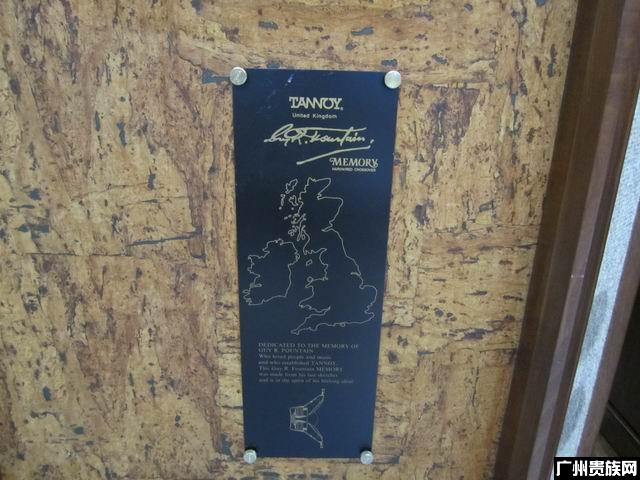 TANNOY®
United Kingdom
Guy R. Fountain.
MEMORY
HARDWIRED CROSSOVER
DEDICATED TO THE MEMORY OF
GUY R. FOUNTAIN
Who loved people and music
and who established TANNOY.
This Guy R. Fountain MEMORY
was made from his last sketches
and is in the spirit of his lifelong ideal
广州贵族网